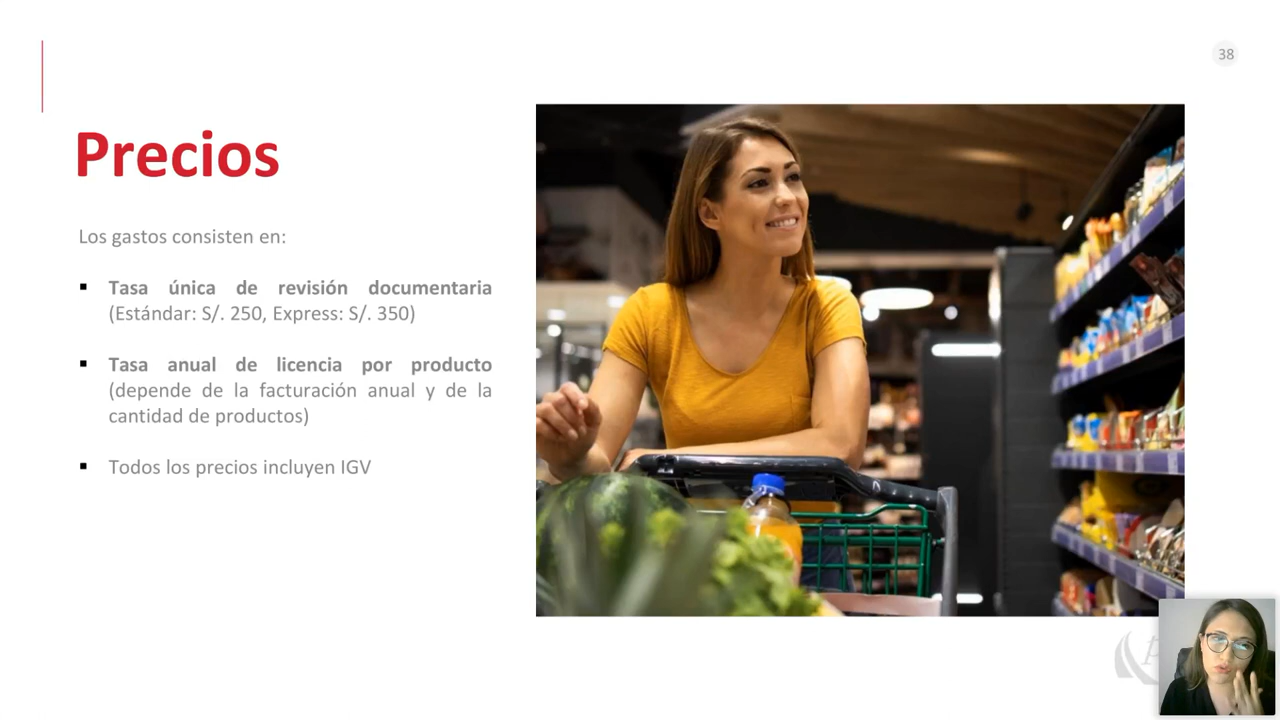 38
Precios
Los gastos consisten en:
▪ Tasa única de revisión documentaria
(Estándar: S/. 250, Express: S/. 350)
▪ Tasa anual de licencia por producto
(depende de la facturación anual y de la
cantidad de productos)
▪ Todos los precios incluyen IGV